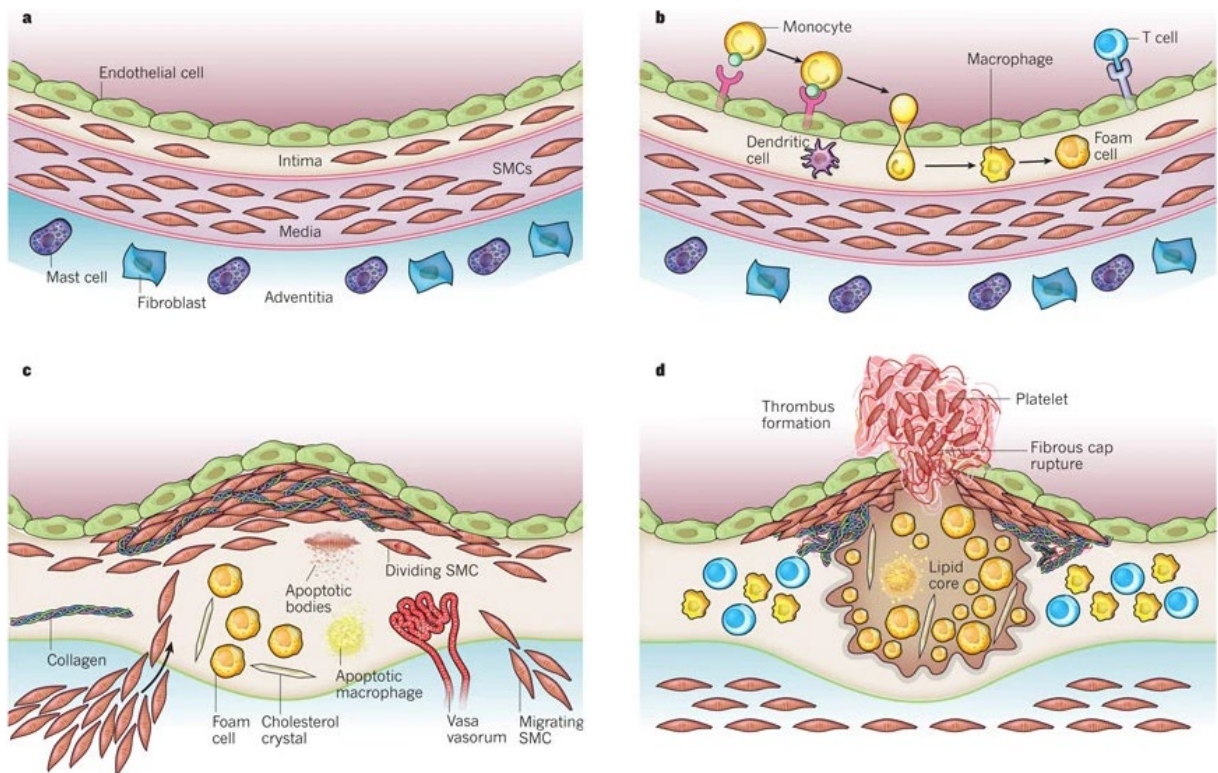 a
Endothelial cell
Intima
SMCs
Media
Mast cell
Fibroblast
Adventitia
b
Monocyte
T cell
Macrophage
Dendritic
cell
Foam
cell
c
Apoptotic
bodies
Dividing SMC
Collagen
Apoptotic
macrophage
Foam
cell
Cholesterol
crystal
Vasa
vasorum
Migrating
SMC
d
Thrombus
formation
Platelet
Fibrous cap
rupture
Lipid
core